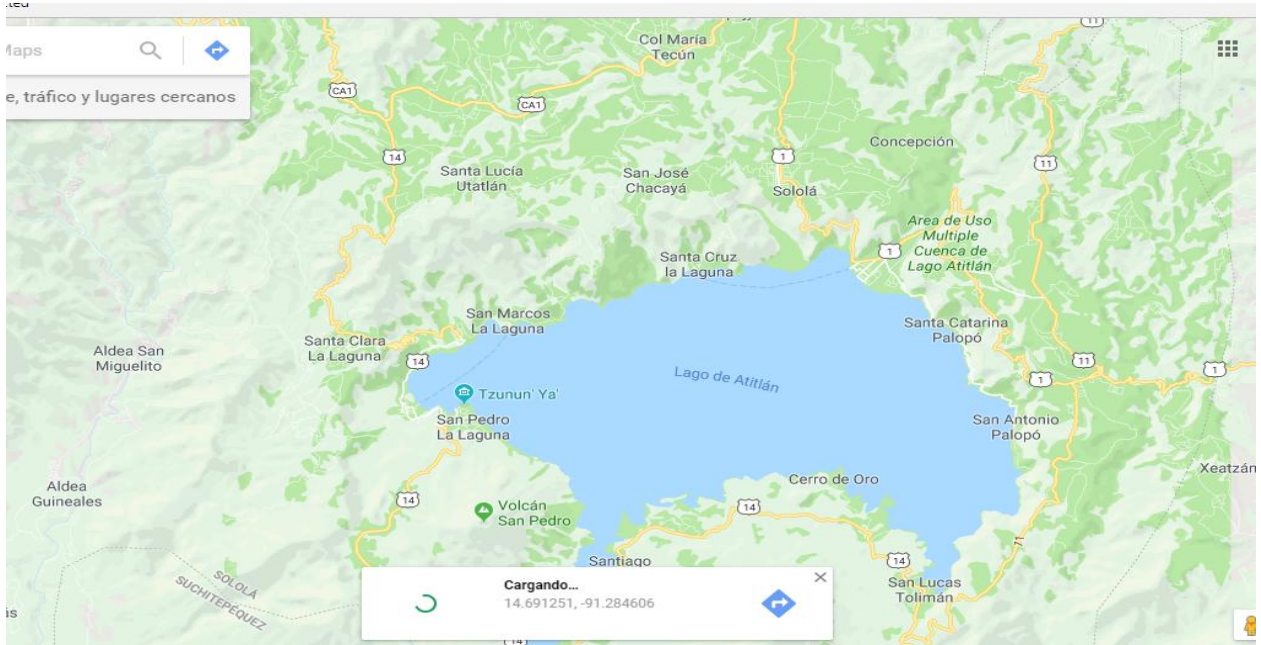 Maps
e, tráfico y lugares cercanos
Col María
Tecún
CA1
CA1
11
14
Santa Lucía
Utatlán
San José
Chacayá
1
Sololá
Concepción
11
Area de Uso
Multiple
Cuenca de
Lago Atitlán
1
Santa Cruz
la Laguna
San Marcos
La Laguna
Santa Clara
La Laguna
14
Aldea San
Miguelito
Santa Catarina
Palopó
11
1
1
Lago de Atitlán
Tzunun' Ya'
San Pedro
La Laguna
San Antonio
Palopó
Xeatzán
Aldea
Guineales
14
Volcán
San Pedro
Cerro de Oro
14
11
Santiago
14
San Lucas
Tolimán
SOLOLÁ
SUCHITEPÉQUEZ
ás
Cargando...
14.691251, -91.284606
14